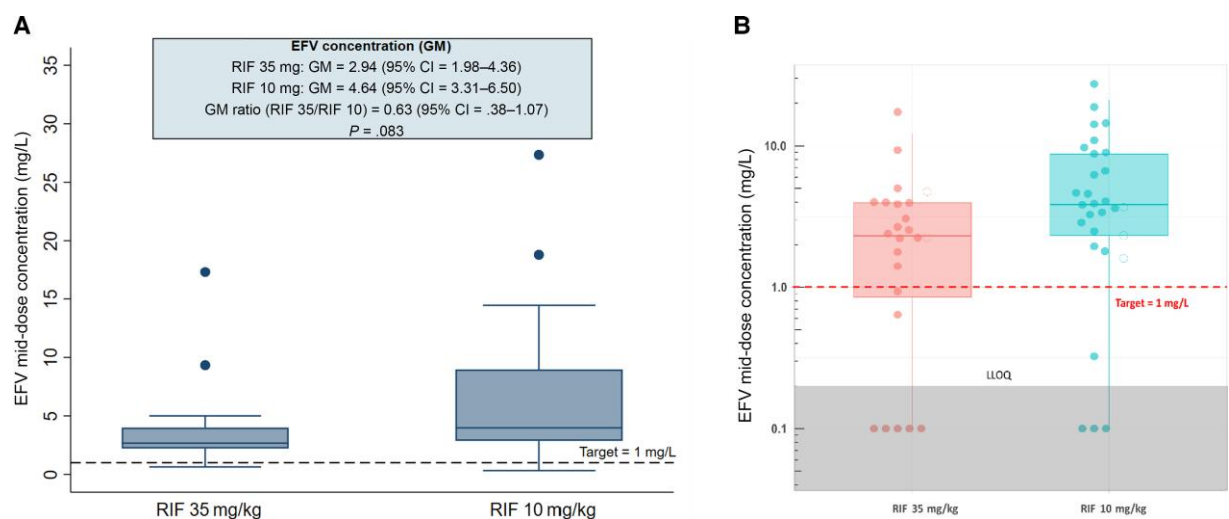 A
EFV concentration (GM)
RIF 35 mg: GM = 2.94 (95% CI = 1.98–4.36)
RIF 10 mg: GM = 4.64 (95% CI = 3.31–6.50)
GM ratio (RIF 35/RIF 10) = 0.63 (95% CI = .38–1.07)
P = .083
EFV mid-dose concentration (mg/L)
35
30
25
20
15
10
5
0
Target = 1 mg/L
RIF 35 mg/kg
RIF 10 mg/kg
B
EFV mid-dose concentration (mg/L)
10.0
1.0
0.1
Target = 1 mg/L
LLOQ
RIF 35 mg/kg
RIF 10 mg/kg